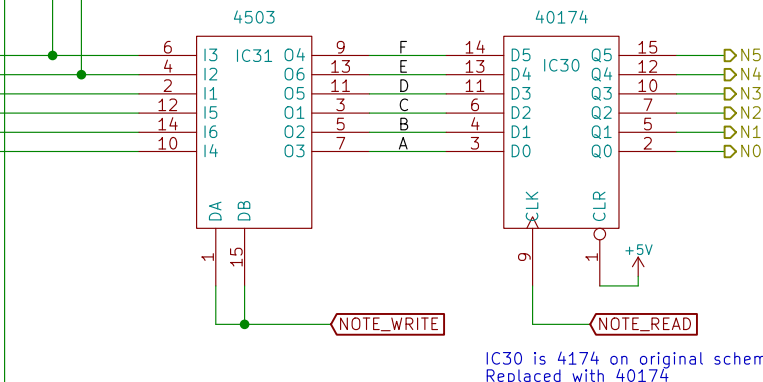 4503 40174
6 I3 IC31 O4 9 F 14 D5 IC30 Q5 15 N5
4 I2 O6 13 E 13 D4 Q4 12 N4
2 I1 O5 11 D 11 D3 Q3 10 N3
12 I5 O1 3 C 6 D2 Q2 7 N2
14 I6 O2 5 B 4 D1 Q1 5 N1
10 I4 O3 7 A 3 D0 Q0 2 N0
DA DB CLK CLR
1 15 9 1 +5V
NOTE_WRITE NOTE_READ
IC30 is 4174 on original schem
Replaced with 40174